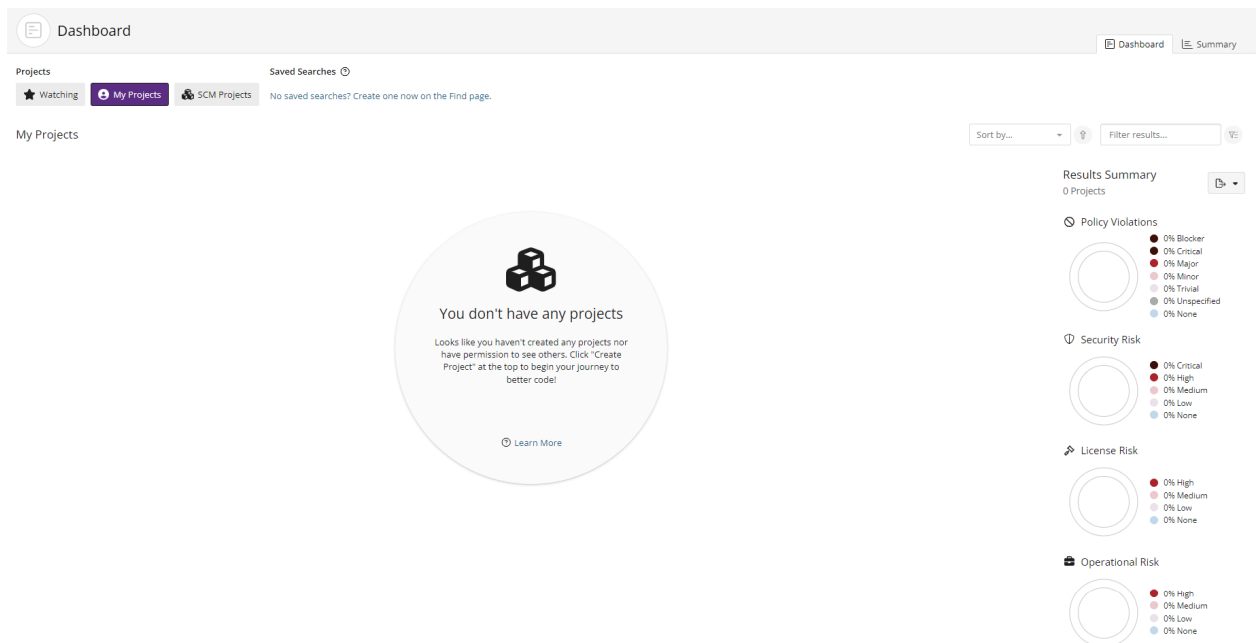 Dashboard
Dashboard
Summary
Projects
Saved Searches
Watching
My Projects
SCM Projects
No saved searches? Create one now on the Find page.
My Projects
Sort by...
Filter results...
You don't have any projects
Looks like you haven't created any projects nor
have permission to see others. Click "Create
Project" at the top to begin your journey to
better code!
Learn More
Results Summary
0 Projects
Policy Violations
0% Blocker
0% Critical
0% Major
0% Minor
0% Trivial
0% Unspecified
0% None
Security Risk
0% Critical
0% High
0% Medium
0% Low
0% None
License Risk
0% High
0% Medium
0% Low
0% None
Operational Risk
0% High
0% Medium
0% Low
0% None